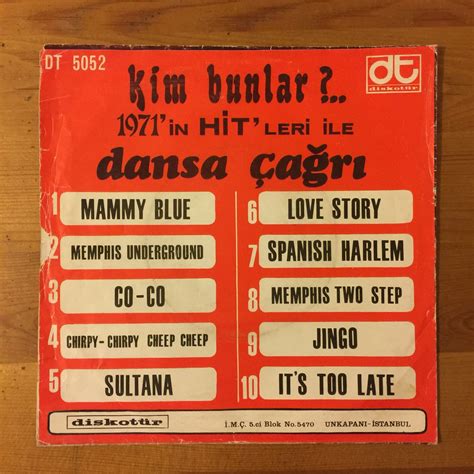 DT 5052
dt
diskotür
Kim bunlar?...
1971'in HİT'LERİ İLE
dansa çağrı
1 MAMMY BLUE
2 MEMPHIS UNDERGROUND
3 CO-CO
4 CHIRPY-CHIRPY CHEEP CHEEP
5 SULTANA
6 LOVE STORY
7 SPANISH HARLEM
8 MEMPHIS TWO STEP
9 JINGO
10 IT'S TOO LATE
diskotür
İ.M.Ç. 5.ci Blok No.5470 UNKAPANI-İSTANBUL